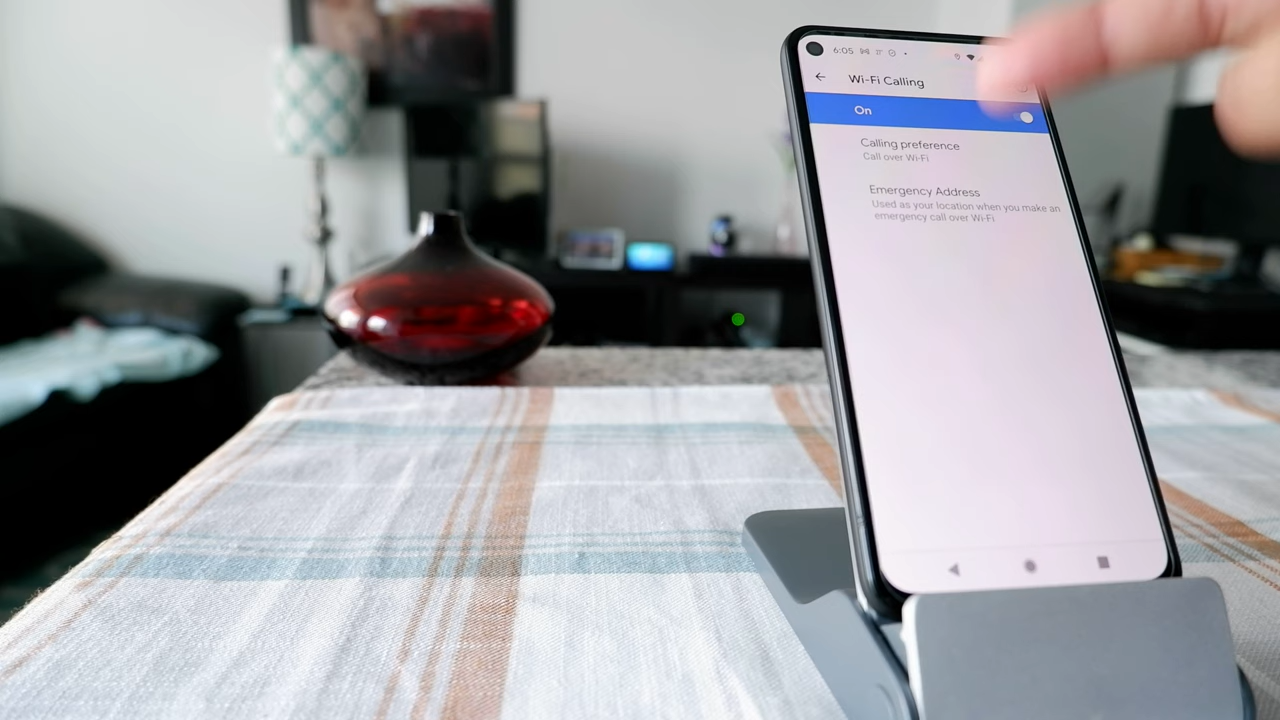 6:05
Wi-Fi Calling
On
Calling preference
Call over Wi-Fi
Emergency Address
Used as your location when you make an
emergency call over Wi-Fi